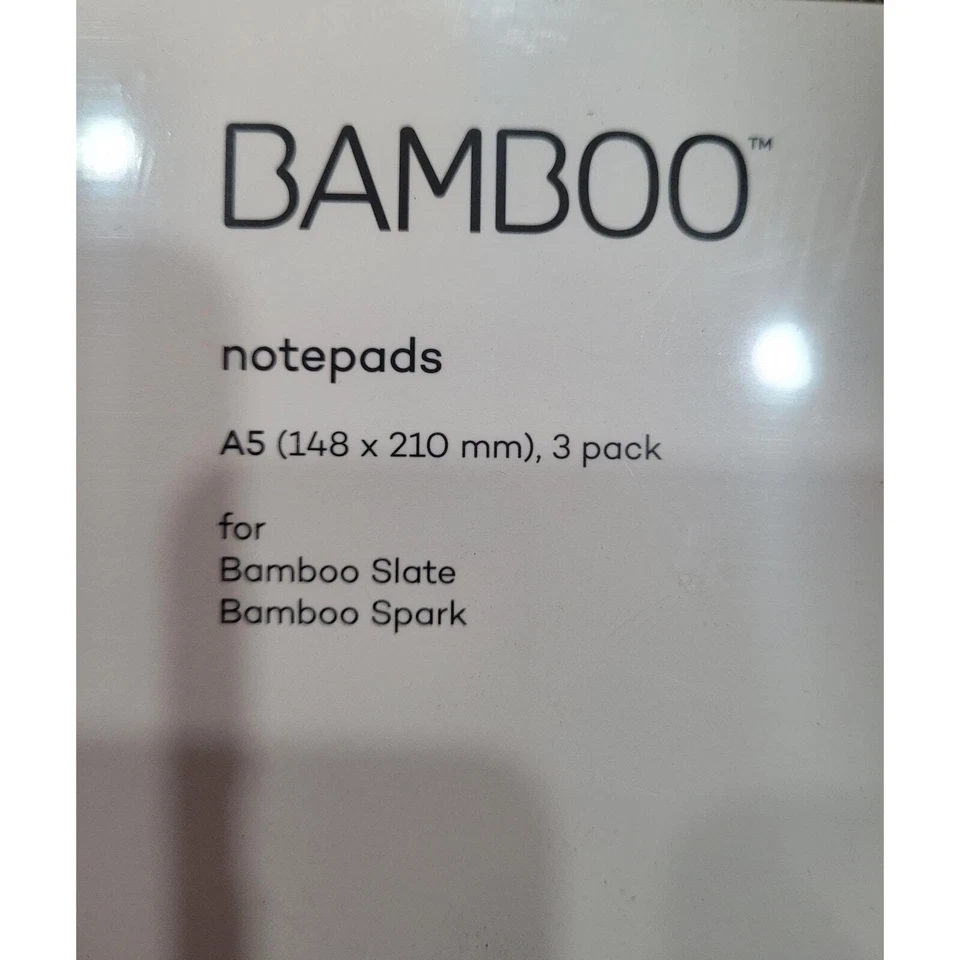 BAMBOO™
notepads
A5 (148 x 210 mm), 3 pack
for
Bamboo Slate
Bamboo Spark